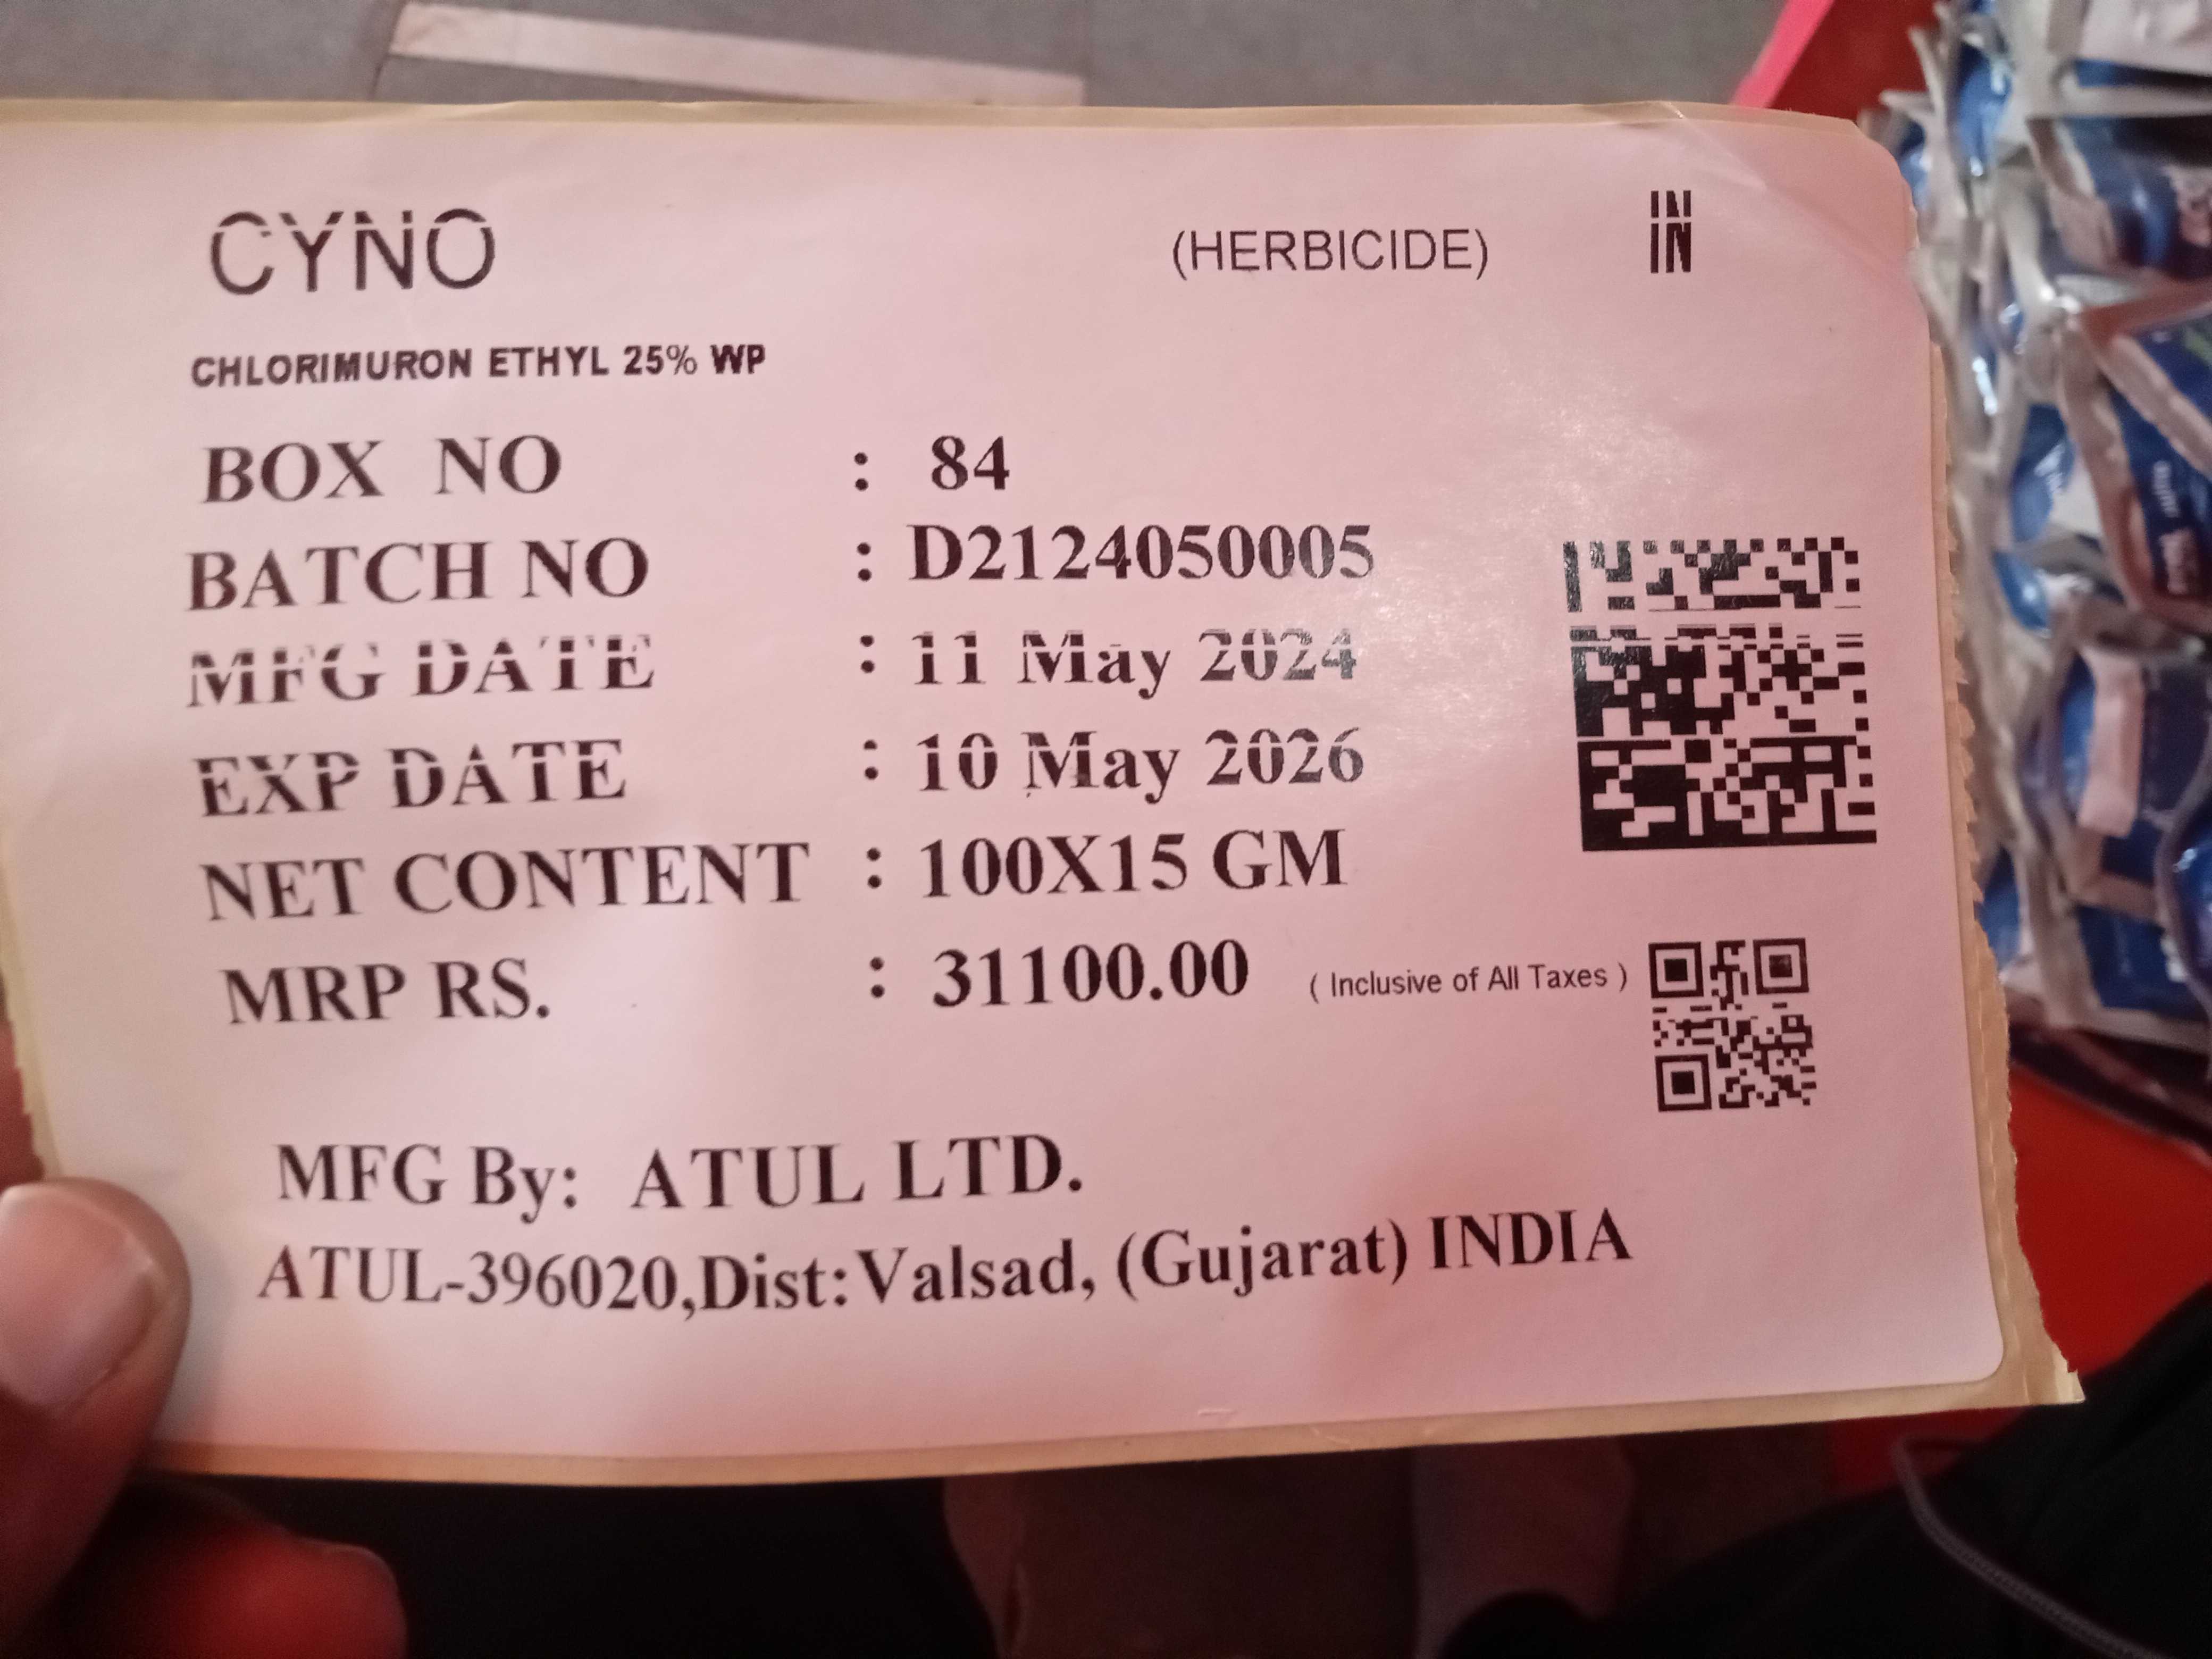 CYNO (HERBICIDE) IN
CHLORIMURON ETHYL 25% WP
BOX NO : 84
BATCH NO : D2124050005
MFG DATE : 11 May 2024
EXP DATE : 10 May 2026
NET CONTENT : 100X15 GM
MRP RS. : 31100.00 ( Inclusive of All Taxes )
MFG By: ATUL LTD.
ATUL-396020,Dist:Valsad, (Gujarat) INDIA